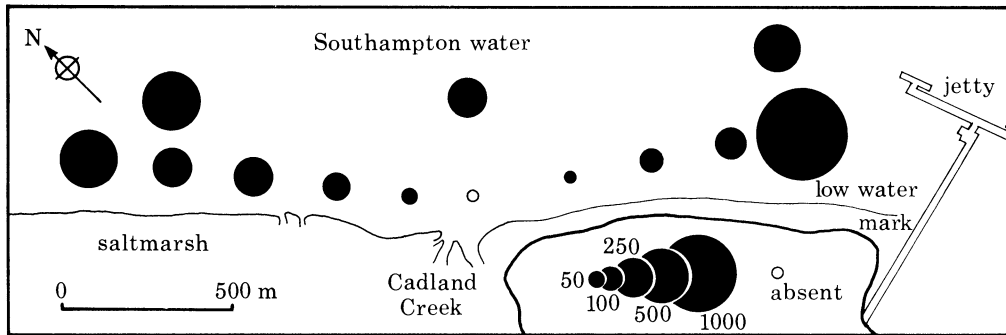 N
Southampton water
jetty
low water
mark
saltmarsh
Cadland
Creek
0 500 m
250
50
100
500
1000
absent